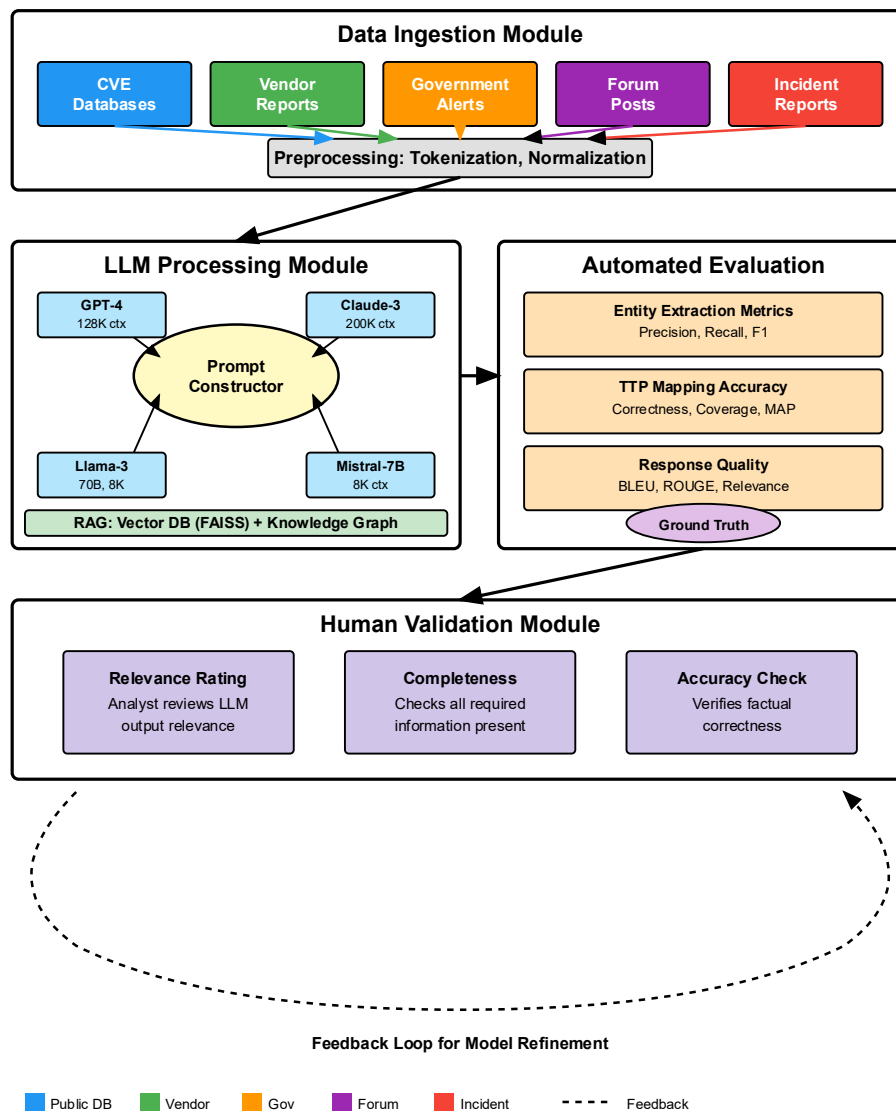 Data Ingestion Module
CVE
Databases
Vendor
Reports
Government
Alerts
Forum
Posts
Incident
Reports
Preprocessing: Tokenization, Normalization
LLM Processing Module
GPT-4
128K ctx
Claude-3
200K ctx
Prompt
Constructor
Llama-3
70B, 8K
Mistral-7B
8K ctx
RAG: Vector DB (FAISS) + Knowledge Graph
Automated Evaluation
Entity Extraction Metrics
Precision, Recall, F1
TTP Mapping Accuracy
Correctness, Coverage, MAP
Response Quality
BLEU, ROUGE, Relevance
Ground Truth
Human Validation Module
Relevance Rating
Analyst reviews LLM
output relevance
Completeness
Checks all required
information present
Accuracy Check
Verifies factual
correctness
Feedback Loop for Model Refinement
Public DB
Vendor
Gov
Forum
Incident
Feedback